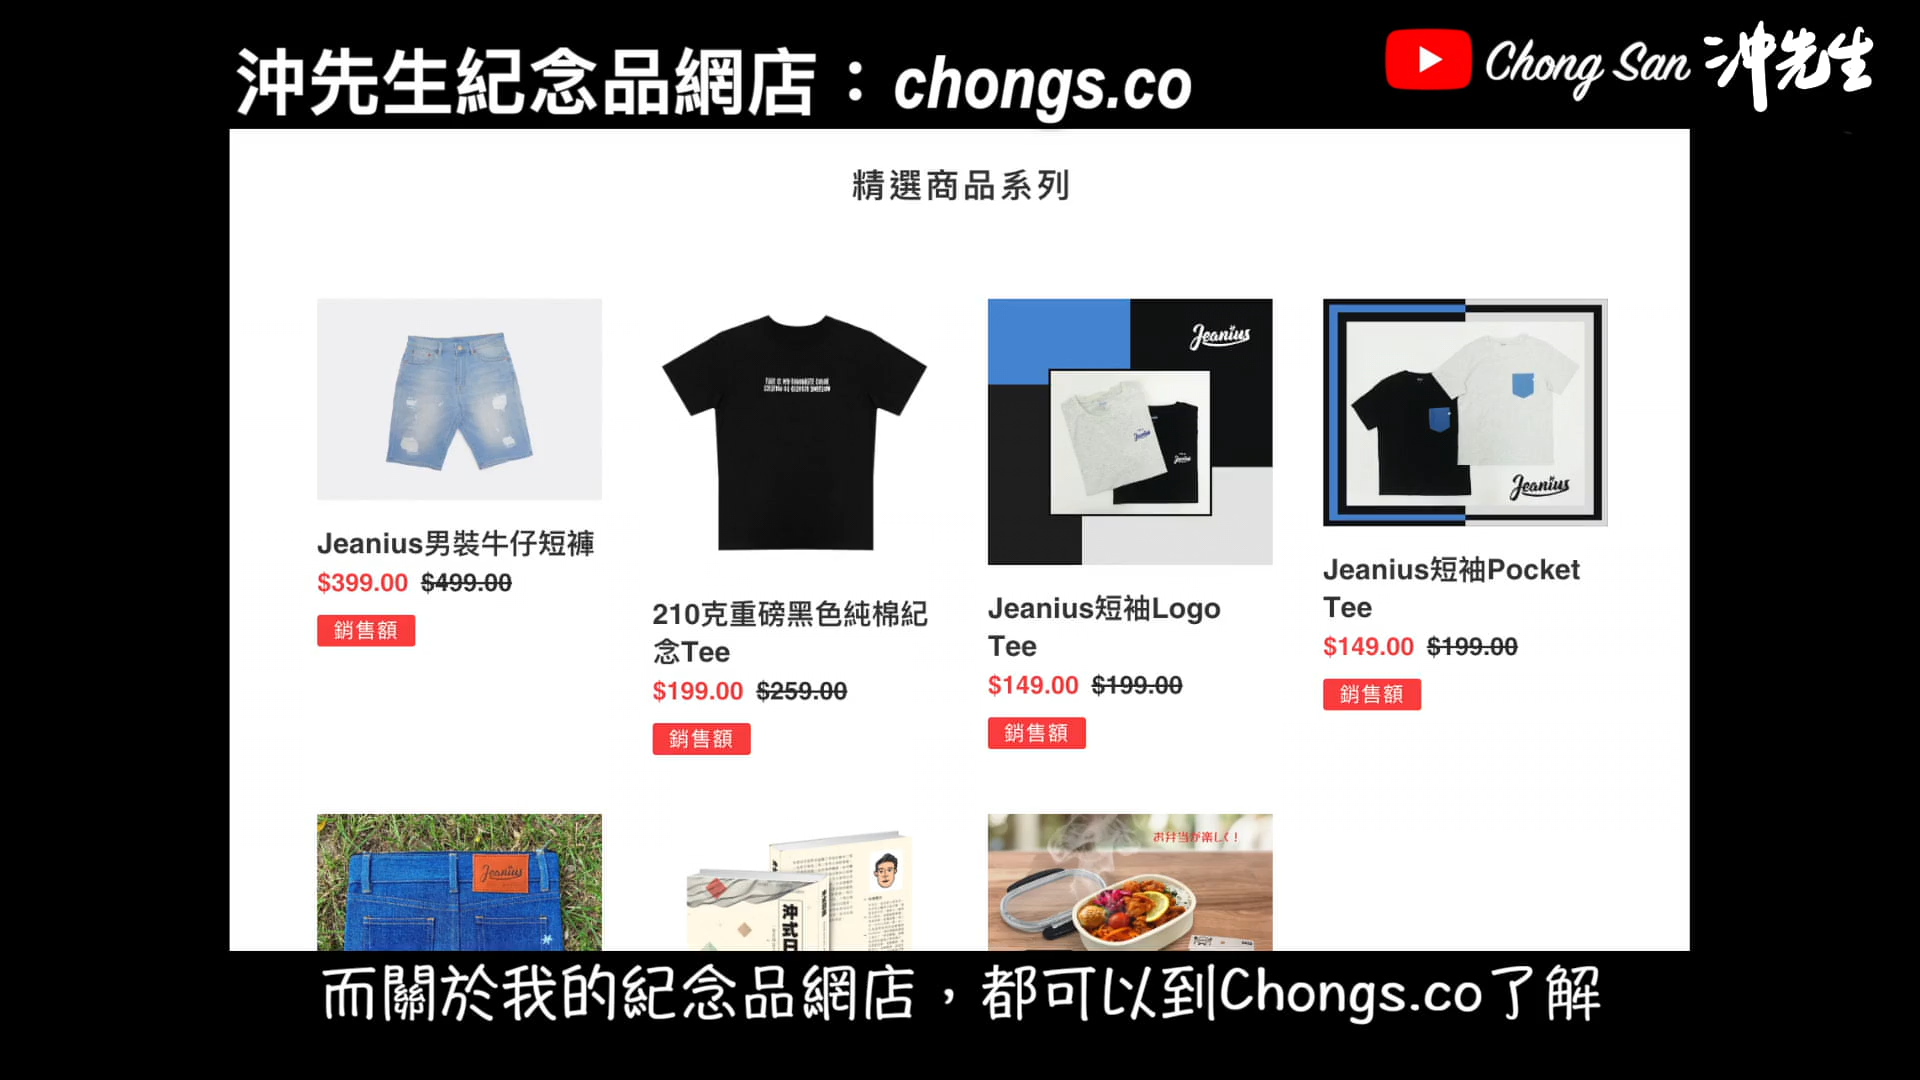 沖先生紀念品網店：chongs.co
Chong San 沖先生
精選商品系列
Jeanius男裝牛仔短褲
$399.00 $499.00
銷售額
210克重磅黑色純棉紀
念Tee
$199.00 $259.00
銷售額
Jeanius
Jeanius短袖Logo
Tee
$149.00 $199.00
銷售額
Jeanius
Jeanius短袖Pocket
Tee
$149.00 $199.00
銷售額
Jeanius
沖式日
お弁当が楽しく！
而關於我的紀念品網店，都可以到Chongs.co了解